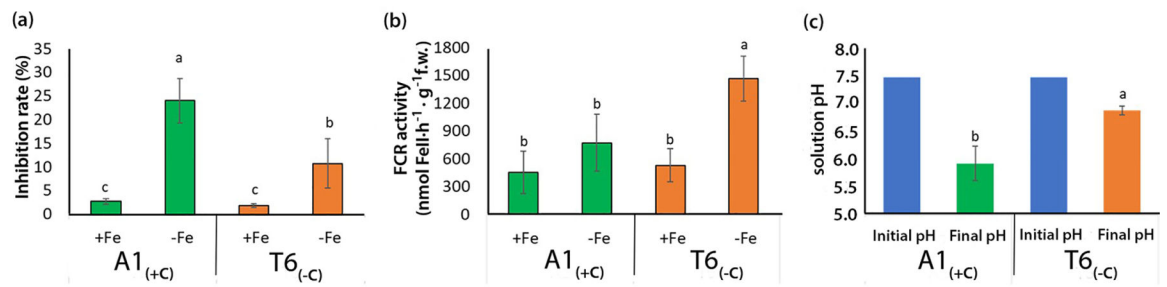 (a)
Inhibition rate (%)
35
30
25
20
15
10
5
0
c
a
c
b
+Fe
-Fe
+Fe
-Fe
A1(+C)
T6(-C)
(b)
FCR activity
(nmol FeII·h-1 · g-1f.w.)
1800
1500
1200
900
600
300
0
b
b
b
a
+Fe
-Fe
+Fe
-Fe
A1(+C)
T6(-C)
(c)
solution pH
8.0
7.5
7.0
6.5
6.0
5.5
5.0
b
a
Initial pH
Final pH
Initial pH
Final pH
A1(+C)
T6(-C)